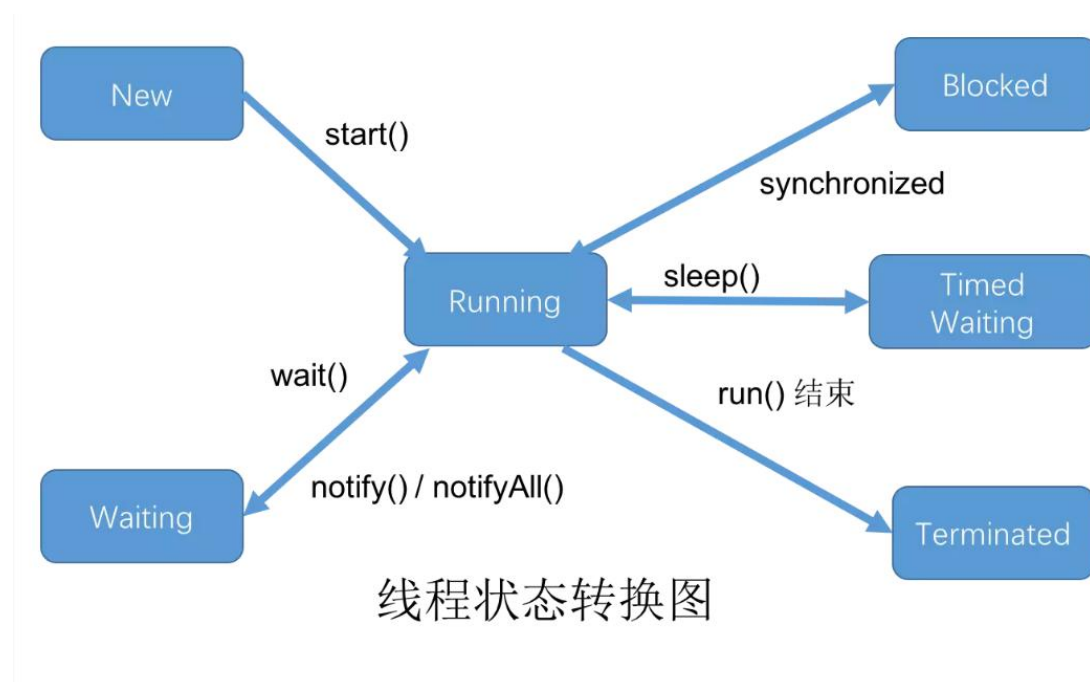 New
Blocked
start()
synchronized
Running
sleep()
Timed
Waiting
wait()
run() 结束
notify() / notifyAll()
Waiting
Terminated
线程状态转换图